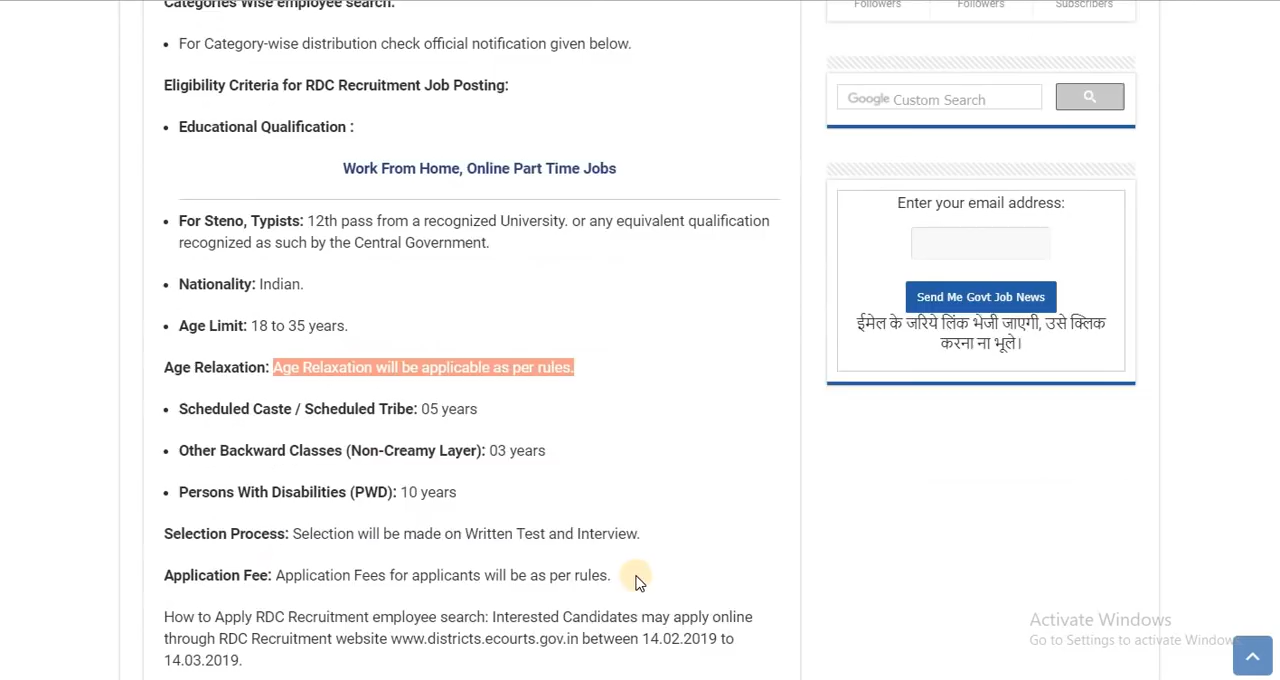 Categories Wise employee search:
Followers
Followers
Subscribers
For Category-wise distribution check official notification given below.
Eligibility Criteria for RDC Recruitment Job Posting:
Google Custom Search
Educational Qualification :
Work From Home, Online Part Time Jobs
Enter your email address:
For Steno, Typists: 12th pass from a recognized University. or any equivalent qualification
recognized as such by the Central Government.
Nationality: Indian.
Send Me Govt Job News
ईमेल के जरिये लिंक भेजी जाएगी, उसे क्लिक
करना ना भूले।
Age Limit: 18 to 35 years.
Age Relaxation: Age Relaxation will be applicable as per rules.
Scheduled Caste / Scheduled Tribe: 05 years
Other Backward Classes (Non-Creamy Layer): 03 years
Persons With Disabilities (PWD): 10 years
Selection Process: Selection will be made on Written Test and Interview.
Application Fee: Application Fees for applicants will be as per rules.
How to Apply RDC Recruitment employee search: Interested Candidates may apply online
through RDC Recruitment website www.districts.ecourts.gov.in between 14.02.2019 to
14.03.2019.
Activate Windows
Go to Settings to activate Windows